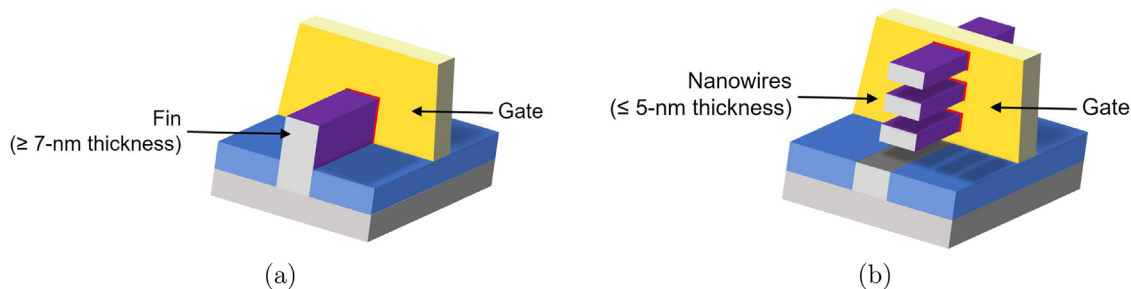 Fin
(≥ 7-nm thickness)
Gate
(a)
Nanowires
(≤ 5-nm thickness)
Gate
(b)